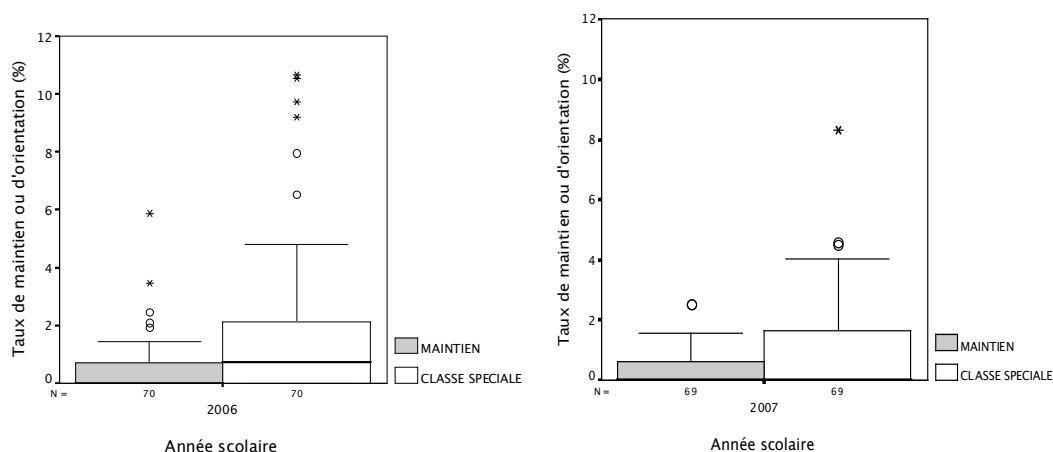 Taux de maintien ou d'orientation (%)
12
10
8
6
4
2
0
N = 70 70
2006
Année scolaire
MAINTIEN
CLASSE SPECIALE
Taux de maintien ou d'orientation (%)
12
10
8
6
4
2
0
N = 69 69
2007
Année scolaire
MAINTIEN
CLASSE SPECIALE